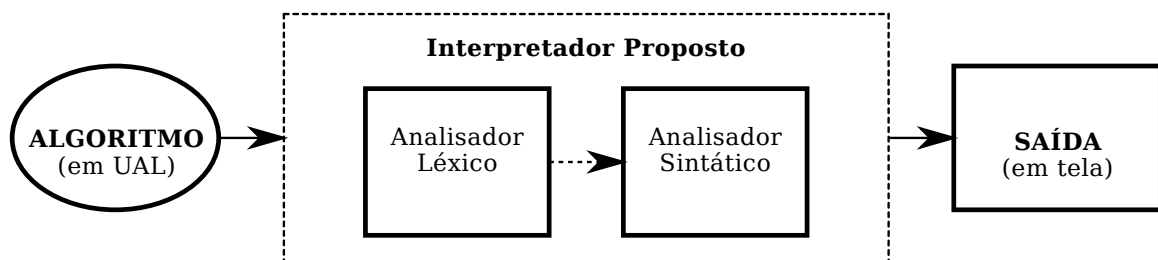 Interpretador Proposto
ALGORITMO
(em UAL)
Analisador
Léxico
Analisador
Sintático
SAÍDA
(em tela)